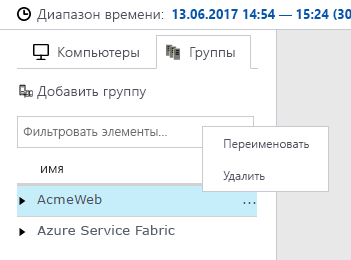 Диапазон времени: 13.06.2017 14:54 — 15:24 (30
Компьютеры Группы
Добавить группу
Фильтровать элементы...
Переименовать
имя
Удалить
AcmeWeb ...
Azure Service Fabric